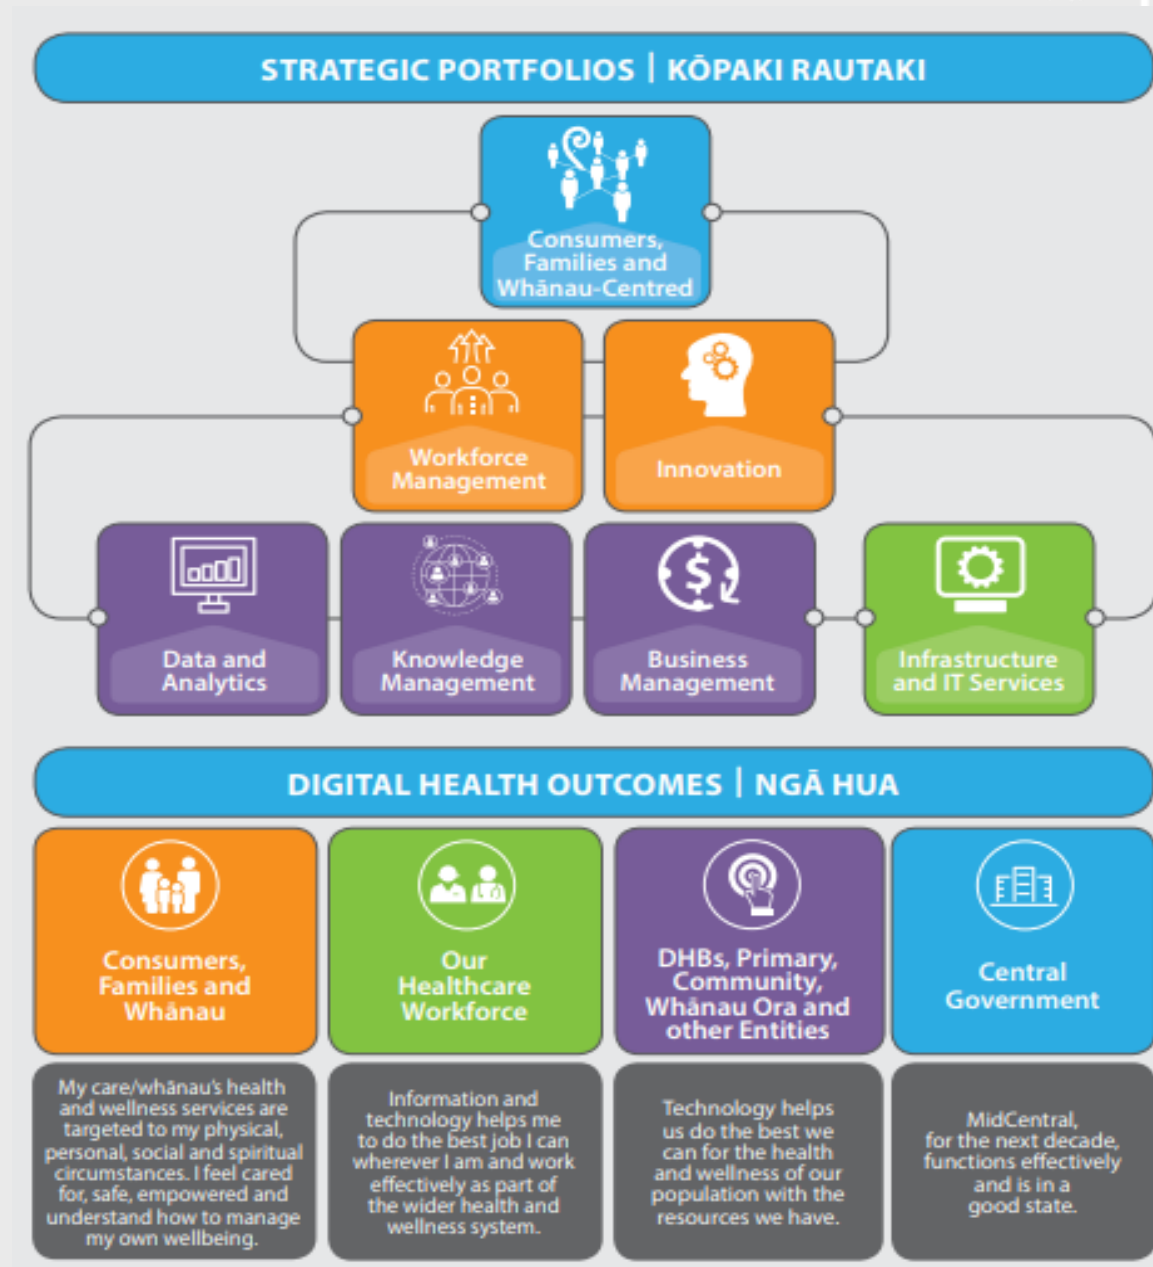 STRATEGIC PORTFOLIOS | KŌPAKI RAUTAKI
Consumers,
Families and
Whānau-Centred
Workforce
Management
Innovation
Data and
Analytics
Knowledge
Management
Business
Management
Infrastructure
and IT Services
DIGITAL HEALTH OUTCOMES | NGĀ HUA
Consumers,
Families and
Whānau
Our
Healthcare
Workforce
DHBs, Primary,
Community,
Whānau Ora and
other Entities
Central
Government
My care/whānau's health
and wellness services are
targeted to my physical,
personal, social and spiritual
circumstances. I feel cared
for, safe, empowered and
understand how to manage
my own wellbeing.
Information and
technology helps me
to do the best job I can
wherever I am and work
effectively as part of
the wider health and
wellness system.
Technology helps
us do the best we
can for the health
and wellness of our
population with the
resources we have.
MidCentral,
for the next decade,
functions effectively
and is in a
good state.